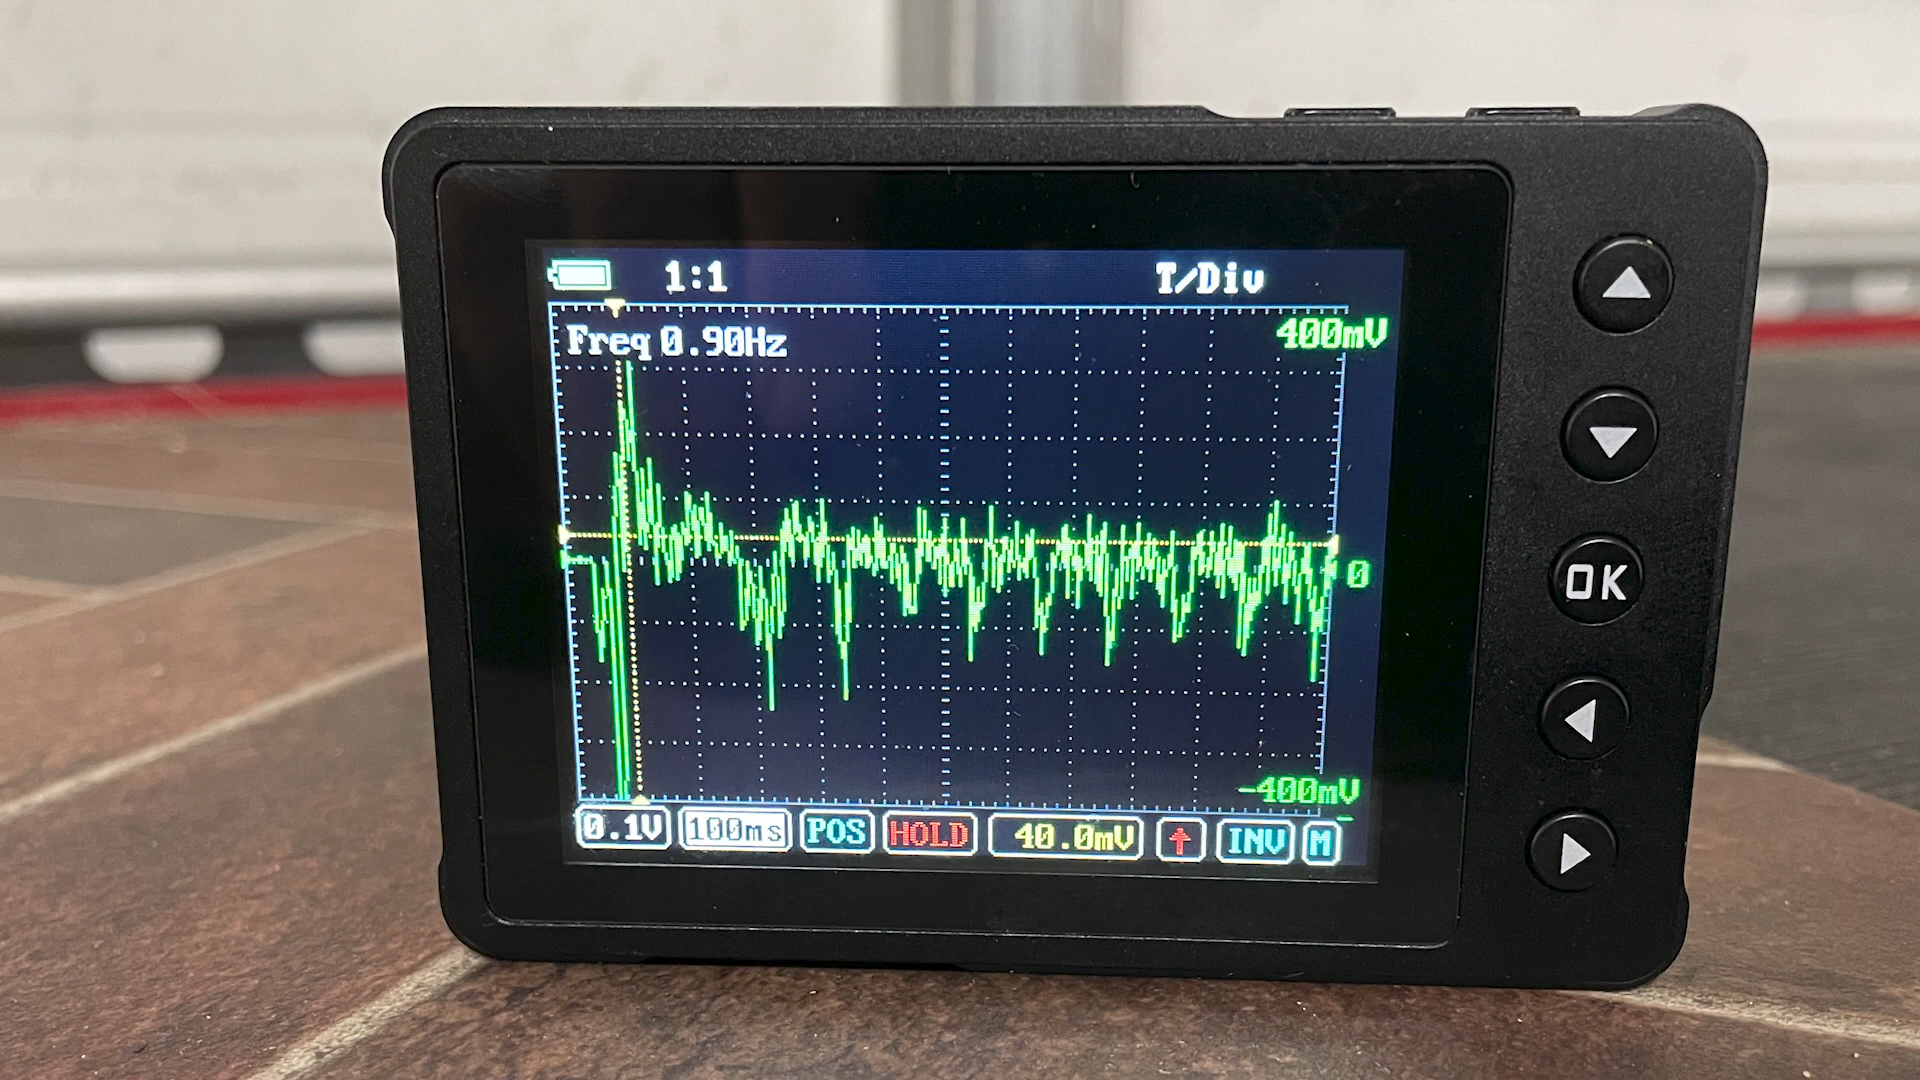 1:1 T/Div
Freq 0.90Hz 400mV
0
-400mV
0.1V 100ms POS HOLD 40.0mV ↑ INV M
OK